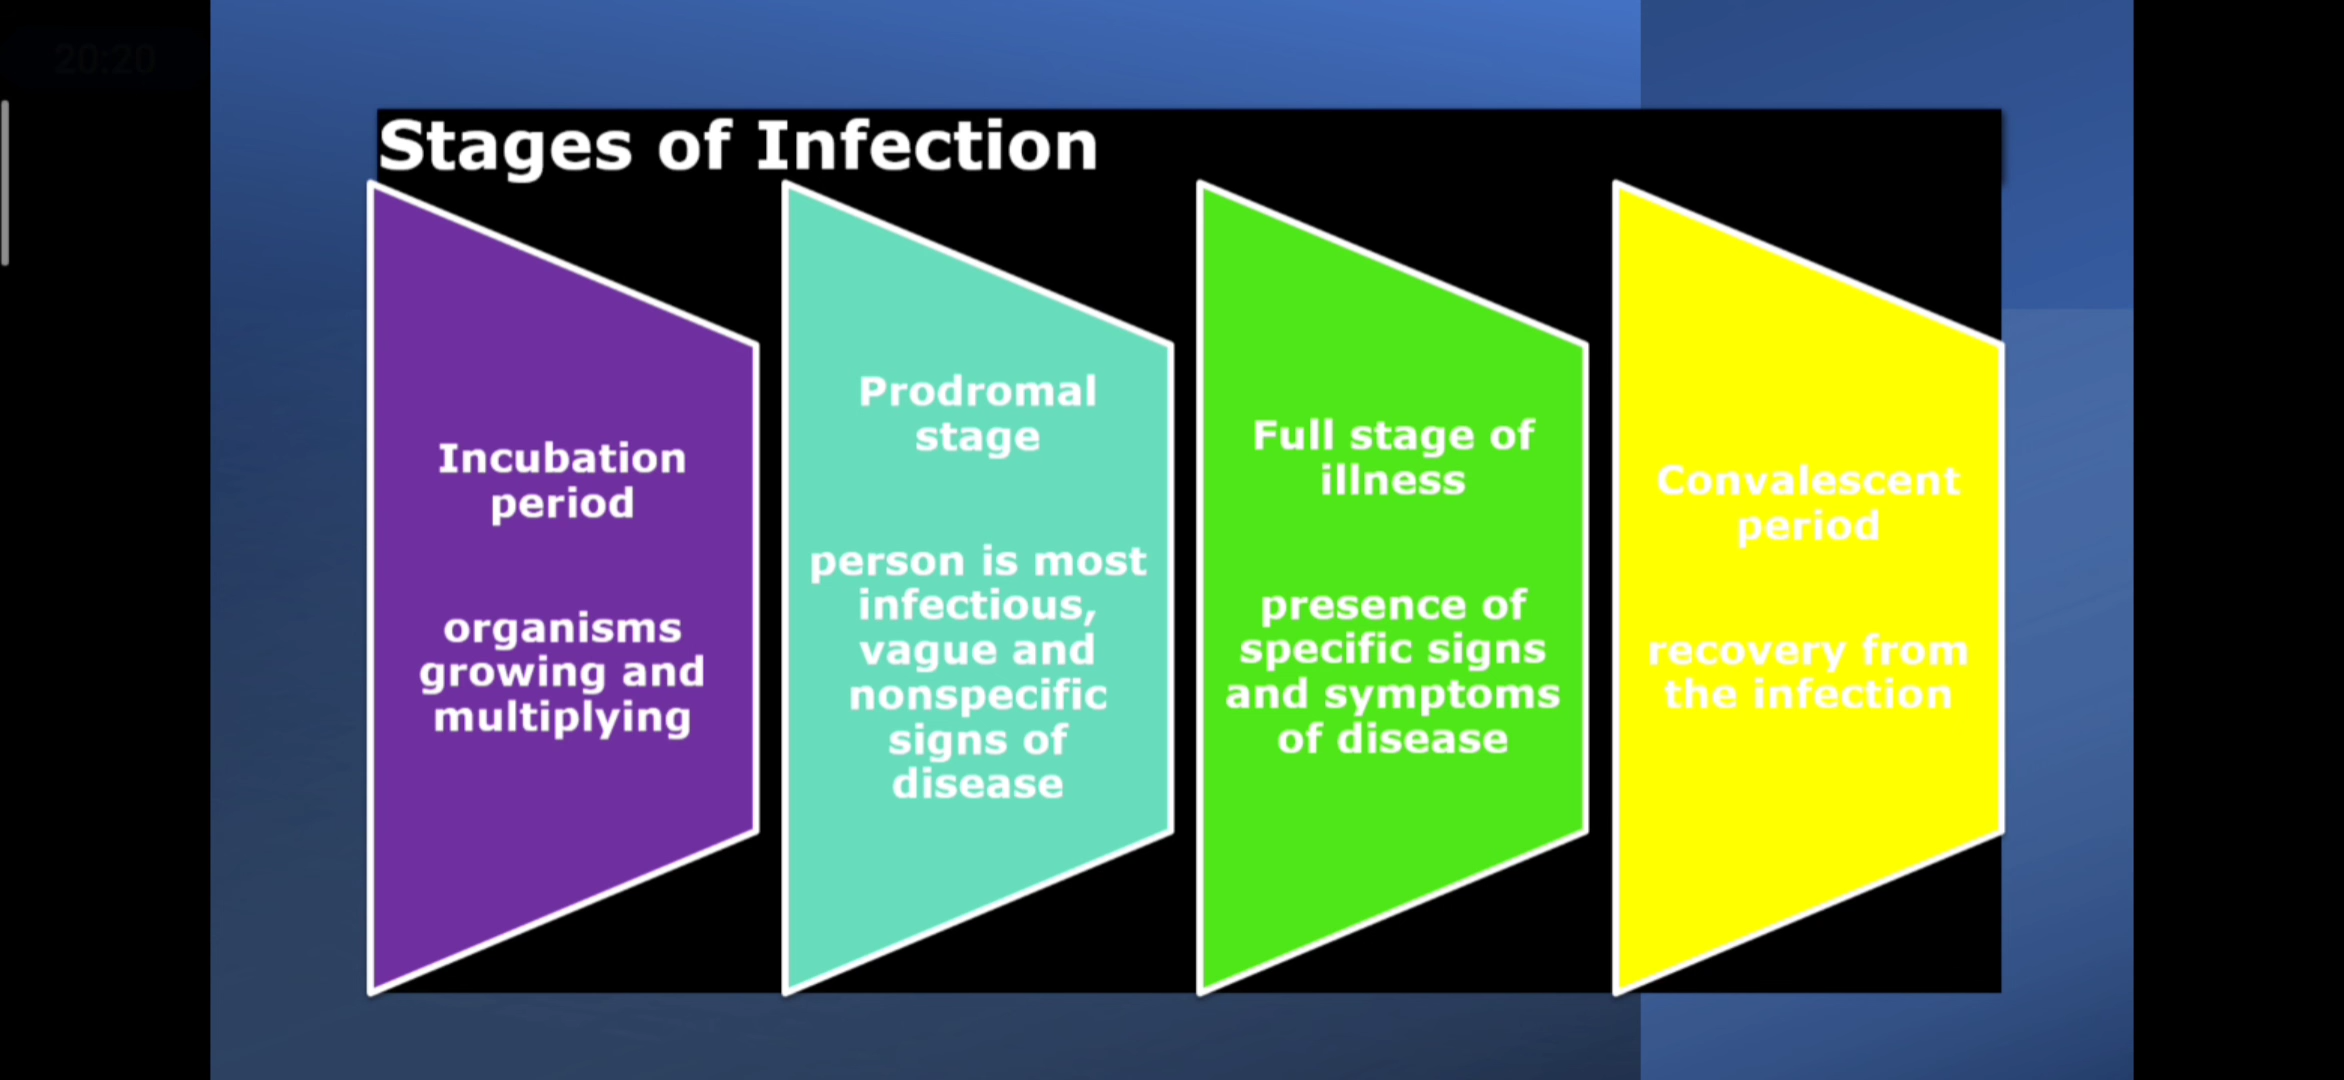 20:20
Stages of Infection
Incubation
period
organisms
growing and
multiplying
Prodromal
stage
person is most
infectious,
vague and
nonspecific
signs of
disease
Full stage of
illness
presence of
specific signs
and symptoms
of disease
Convalescent
period
recovery from
the infection